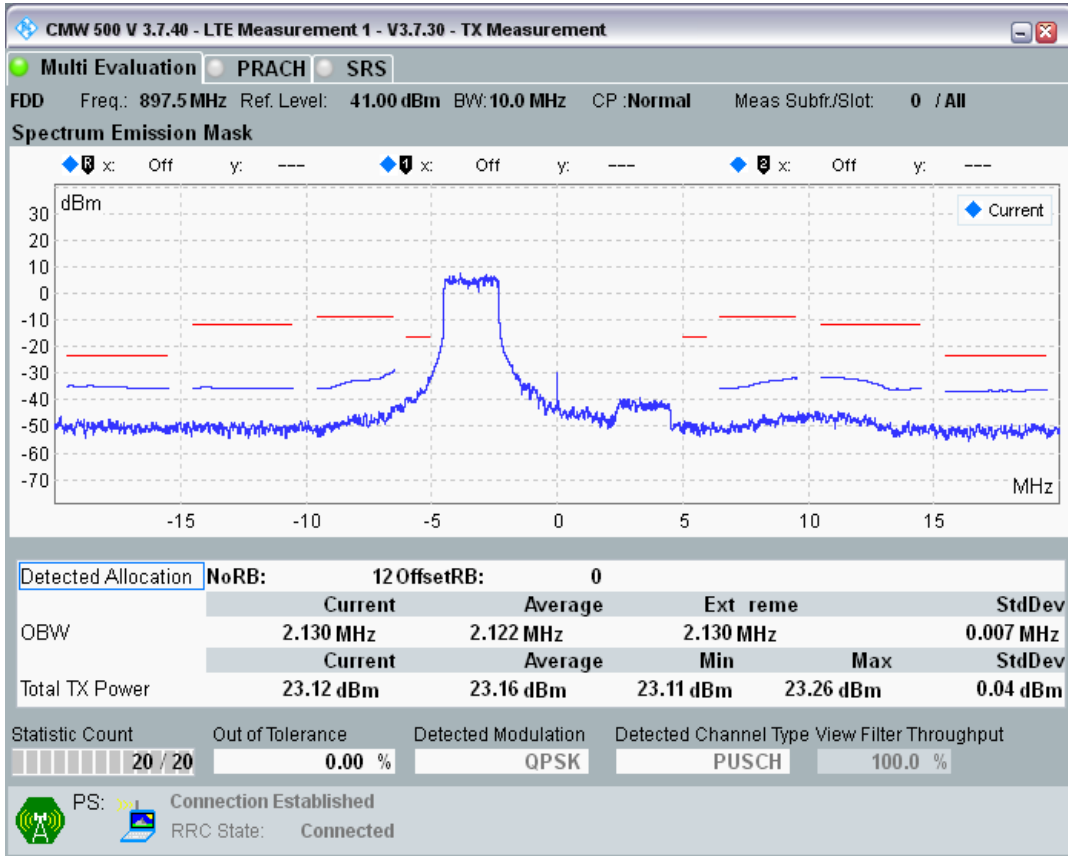 CMW 500 V 3.7.40 - LTE Measurement 1 - V3.7.30 - TX Measurement
Multi Evaluation PRACH SRS
FDD Freq.: 897.5 MHz Ref. Level: 41.00 dBm BW: 10.0 MHz CP :Normal Meas Subfr./Slot: 0 / All
Spectrum Emission Mask
R x: Off y: --- 1 x: Off y: --- 2 x: Off y: ---
dBm
Current
30
20
10
0
-10
-20
-30
-40
-50
-60
-70
MHz
-15 -10 -5 0 5 10 15
Detected Allocation NoRB: 12 OffsetRB: 0
Current Average Ext reme StdDev
OBW 2.130 MHz 2.122 MHz 2.130 MHz 0.007 MHz
Current Average Min Max StdDev
Total TX Power 23.12 dBm 23.16 dBm 23.11 dBm 23.26 dBm 0.04 dBm
Statistic Count Out of Tolerance Detected Modulation Detected Channel Type View Filter Throughput
20 / 20 0.00 % QPSK PUSCH 100.0 %
PS: Connection Established
RRC State: Connected